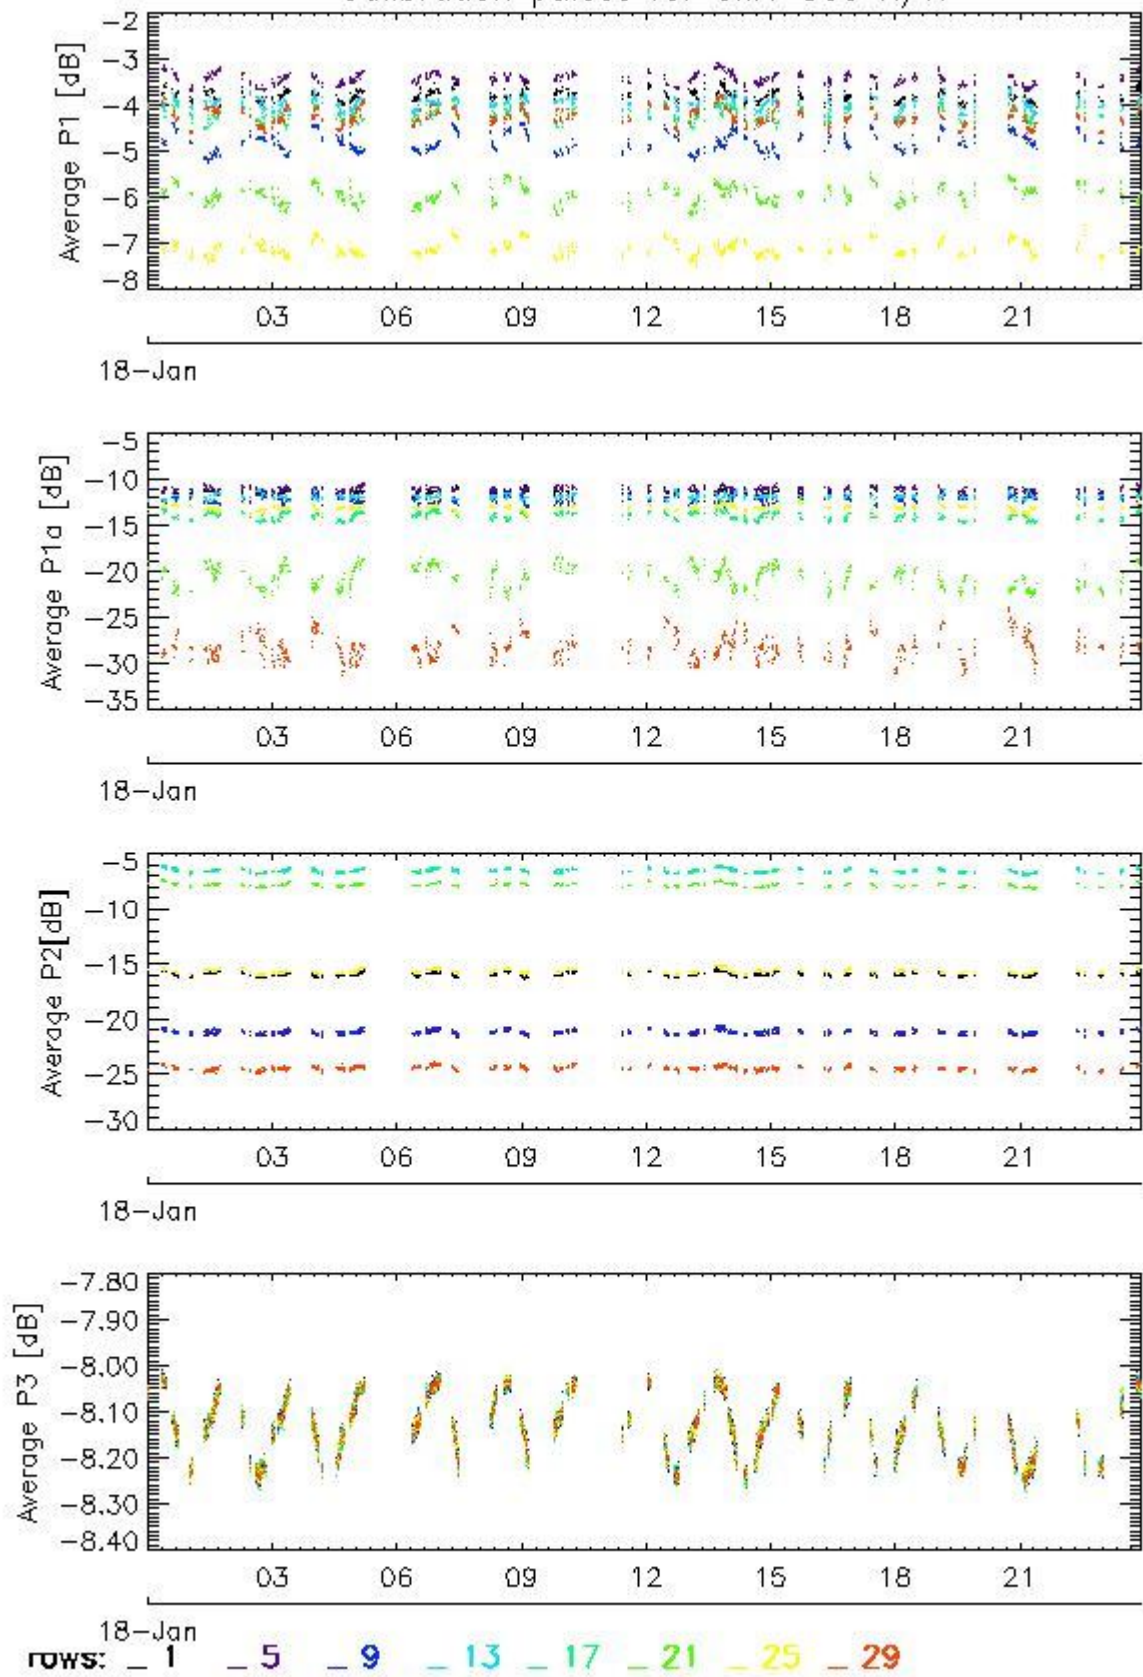 -2
-3
-4
-5
-6
-7
-8
Average P1 [dB]
03 06 09 12 15 18 21
18-Jan
-5
-10
-15
-20
-25
-30
-35
Average P1a [dB]
03 06 09 12 15 18 21
18-Jan
-5
-10
-15
-20
-25
-30
Average P2[dB]
03 06 09 12 15 18 21
18-Jan
-7.80
-7.90
-8.00
-8.10
-8.20
-8.30
-8.40
Average P3 [dB]
03 06 09 12 15 18 21
18-Jan
rows: _ 1 _ 5 _ 9 _ 13 _ 17 _ 21 _ 25 _ 29